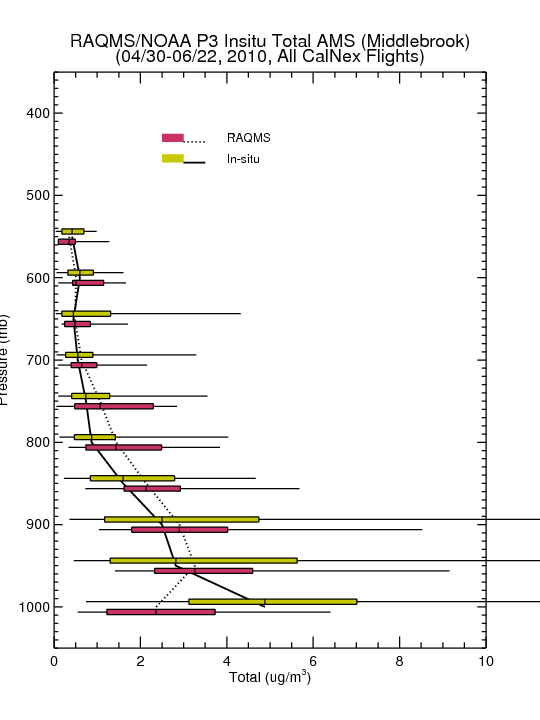 RAQMS/NOAA P3 Insitu Total AMS (Middlebrook)
(04/30-06/22, 2010, All CalNex Flights)
400
RAQMS
In-situ
500
600
700
Pressure (mb)
800
900
1000
0 2 4 6 8 10
Total (ug/m³)